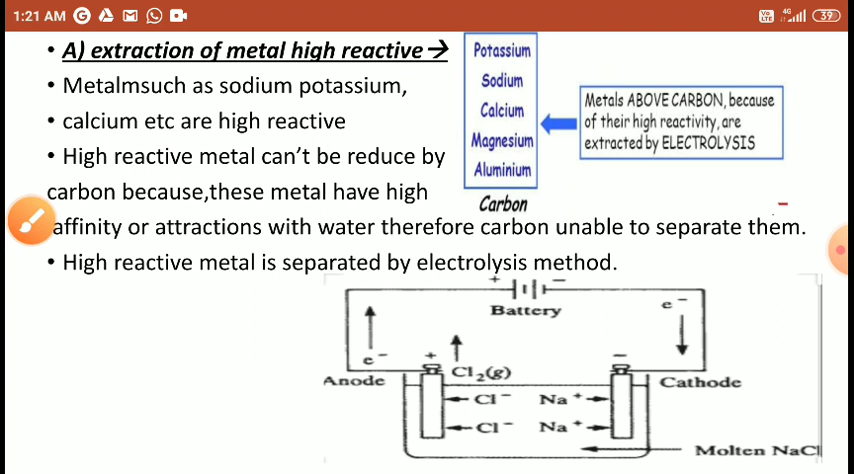 1:21 AM
Vo LTE 4G 39
• A) extraction of metal high reactive→
• Metalmsuch as sodium potassium,
• calcium etc are high reactive
• High reactive metal can't be reduce by
carbon because,these metal have high
affinity or attractions with water therefore carbon unable to separate them.
• High reactive metal is separated by electrolysis method.
Potassium
Sodium
Calcium
Magnesium
Aluminium
Carbon
Metals ABOVE CARBON, because
of their high reactivity, are
extracted by ELECTROLYSIS
+ −
Battery
e⁻
e⁻
+ −
Cl₂(g)
Anode
Cathode
Cl⁻ Na⁺
Cl⁻ Na⁺
Molten NaCl